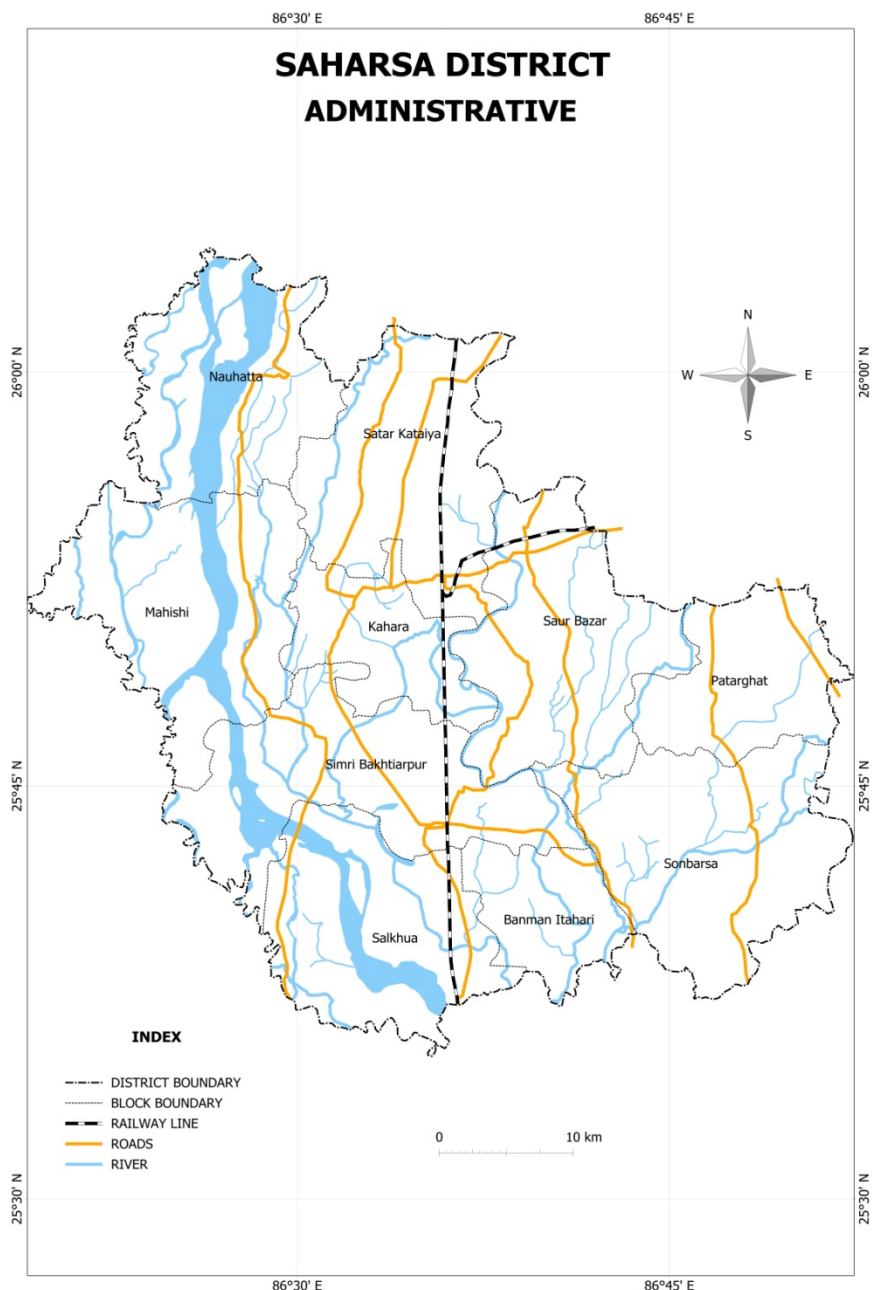 86°30' E
86°45' E
SAHARSA DISTRICT
ADMINISTRATIVE
N
W
E
S
26°00' N
26°00' N
Nauhatta
Satar Kataiya
Mahishi
Kahara
Saur Bazar
Patarghat
Simri Bakhtiarpur
25°45' N
25°45' N
Sonbarsa
Banman Itahari
Salkhua
INDEX
DISTRICT BOUNDARY
BLOCK BOUNDARY
RAILWAY LINE
ROADS
RIVER
0
10 km
25°30' N
25°30' N
86°30' E
86°45' E